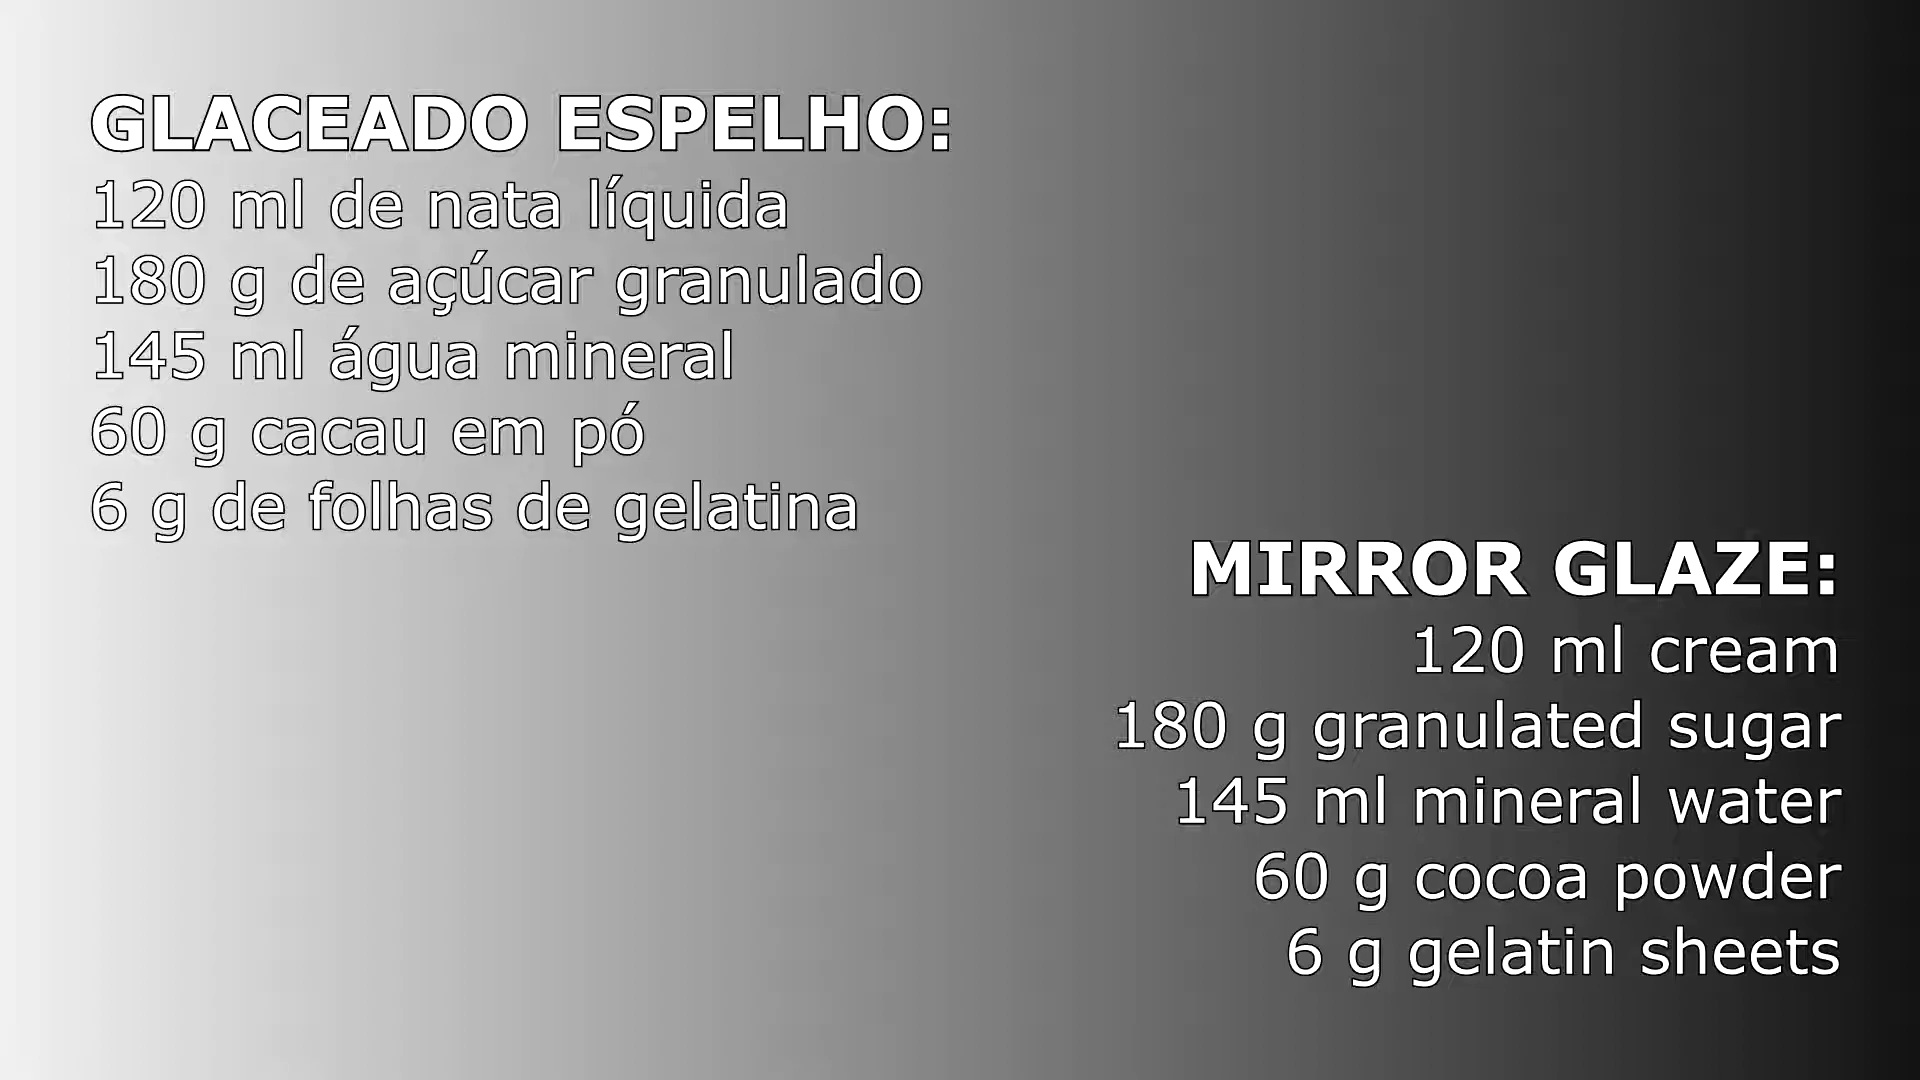 GLACEADO ESPELHO:
120 ml de nata líquida
180 g de açúcar granulado
145 ml água mineral
60 g cacau em pó
6 g de folhas de gelatina
MIRROR GLAZE:
120 ml cream
180 g granulated sugar
145 ml mineral water
60 g cocoa powder
6 g gelatin sheets